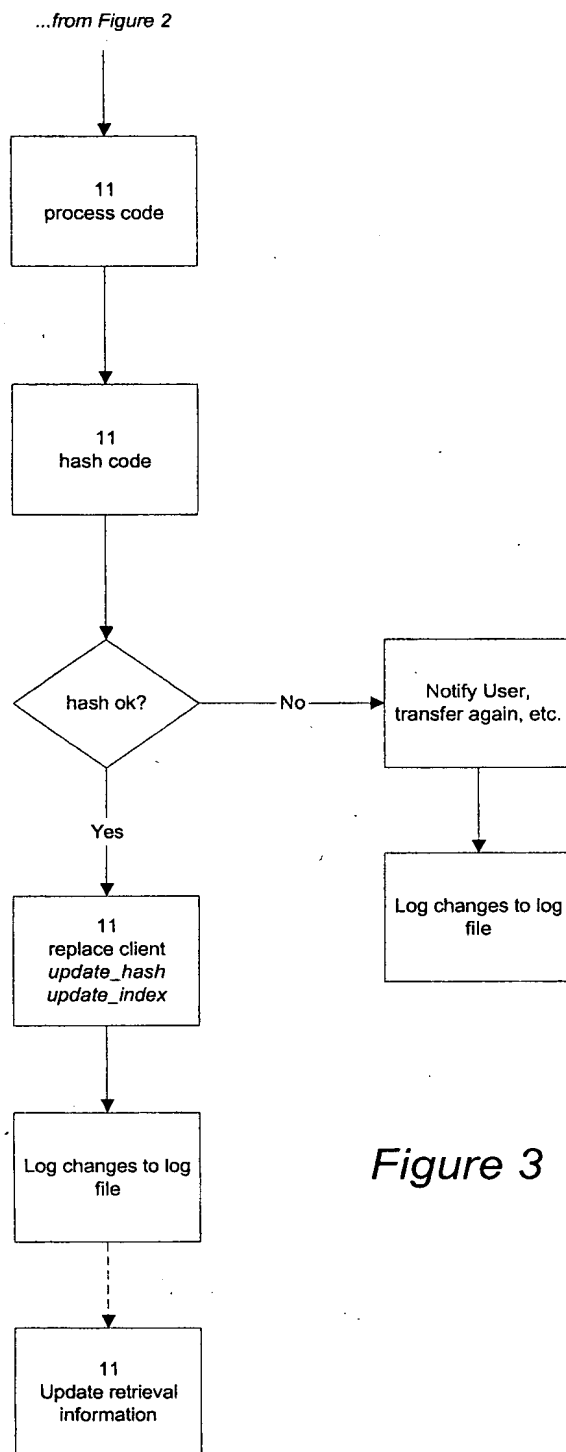 ...from Figure 2
11
process code
11
hash code
hash ok?
No
Notify User,
transfer again, etc.
Yes
Log changes to log
file
11
replace client
update_hash
update_index
Log changes to log
file
Figure 3
11
Update retrieval
information